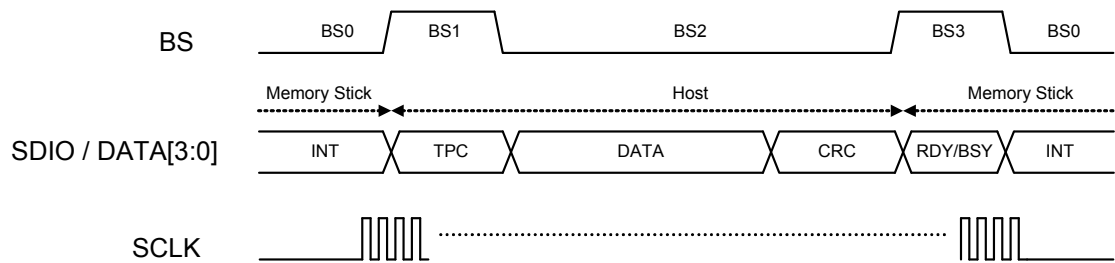 BS BS0 BS1 BS2 BS3 BS0
Memory Stick Host Memory Stick
SDIO / DATA[3:0] INT TPC DATA CRC RDY/BSY INT
SCLK